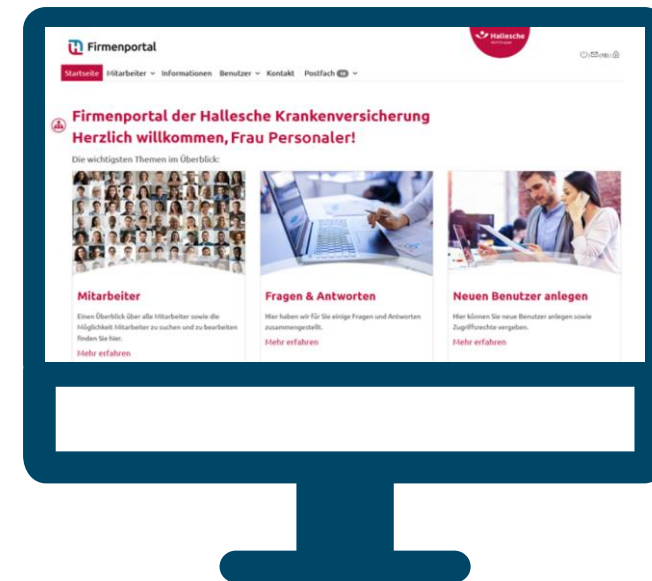 Firmenportal
Hallesche
Startseite Mitarbeiter Informationen Benutzer Kontakt Postfach
Firmenportal der Hallesche Krankenversicherung
Herzlich willkommen, Frau Personaler!
Die wichtigsten Themen im Überblick:
Mitarbeiter
Einen Überblick über alle Mitarbeiter sowie die
Möglichkeit Mitarbeiter zu suchen und zu bearbeiten
finden Sie hier.
Mehr erfahren
Fragen & Antworten
Hier haben wir für Sie einige Fragen und Antworten
zusammengestellt.
Mehr erfahren
Neuen Benutzer anlegen
Hier können Sie neue Benutzer anlegen sowie
Zugriffsrechte vergeben.
Mehr erfahren